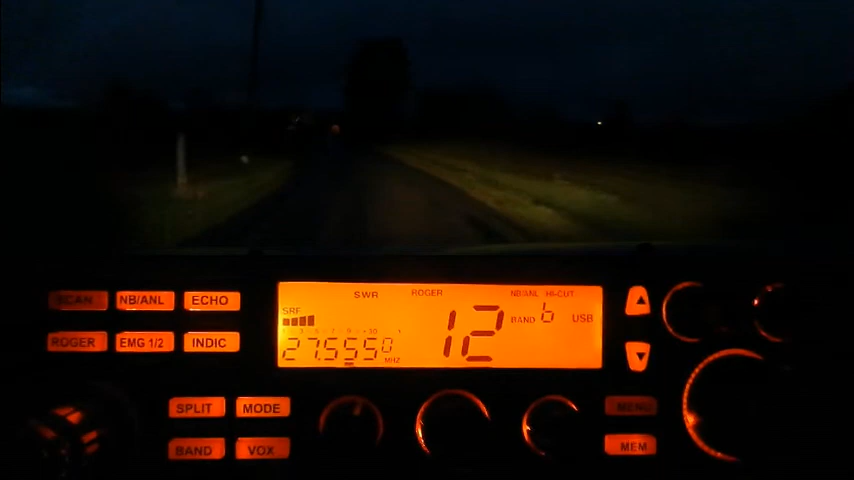 SCAN NB/ANL ECHO
ROGER EMG 1/2 INDIC
SPLIT MODE
BAND VOX
SWR ROGER NB/ANL HI-CUT
SRF
12 BAND 6 USB
27.5550 MHZ
MENU
MEM